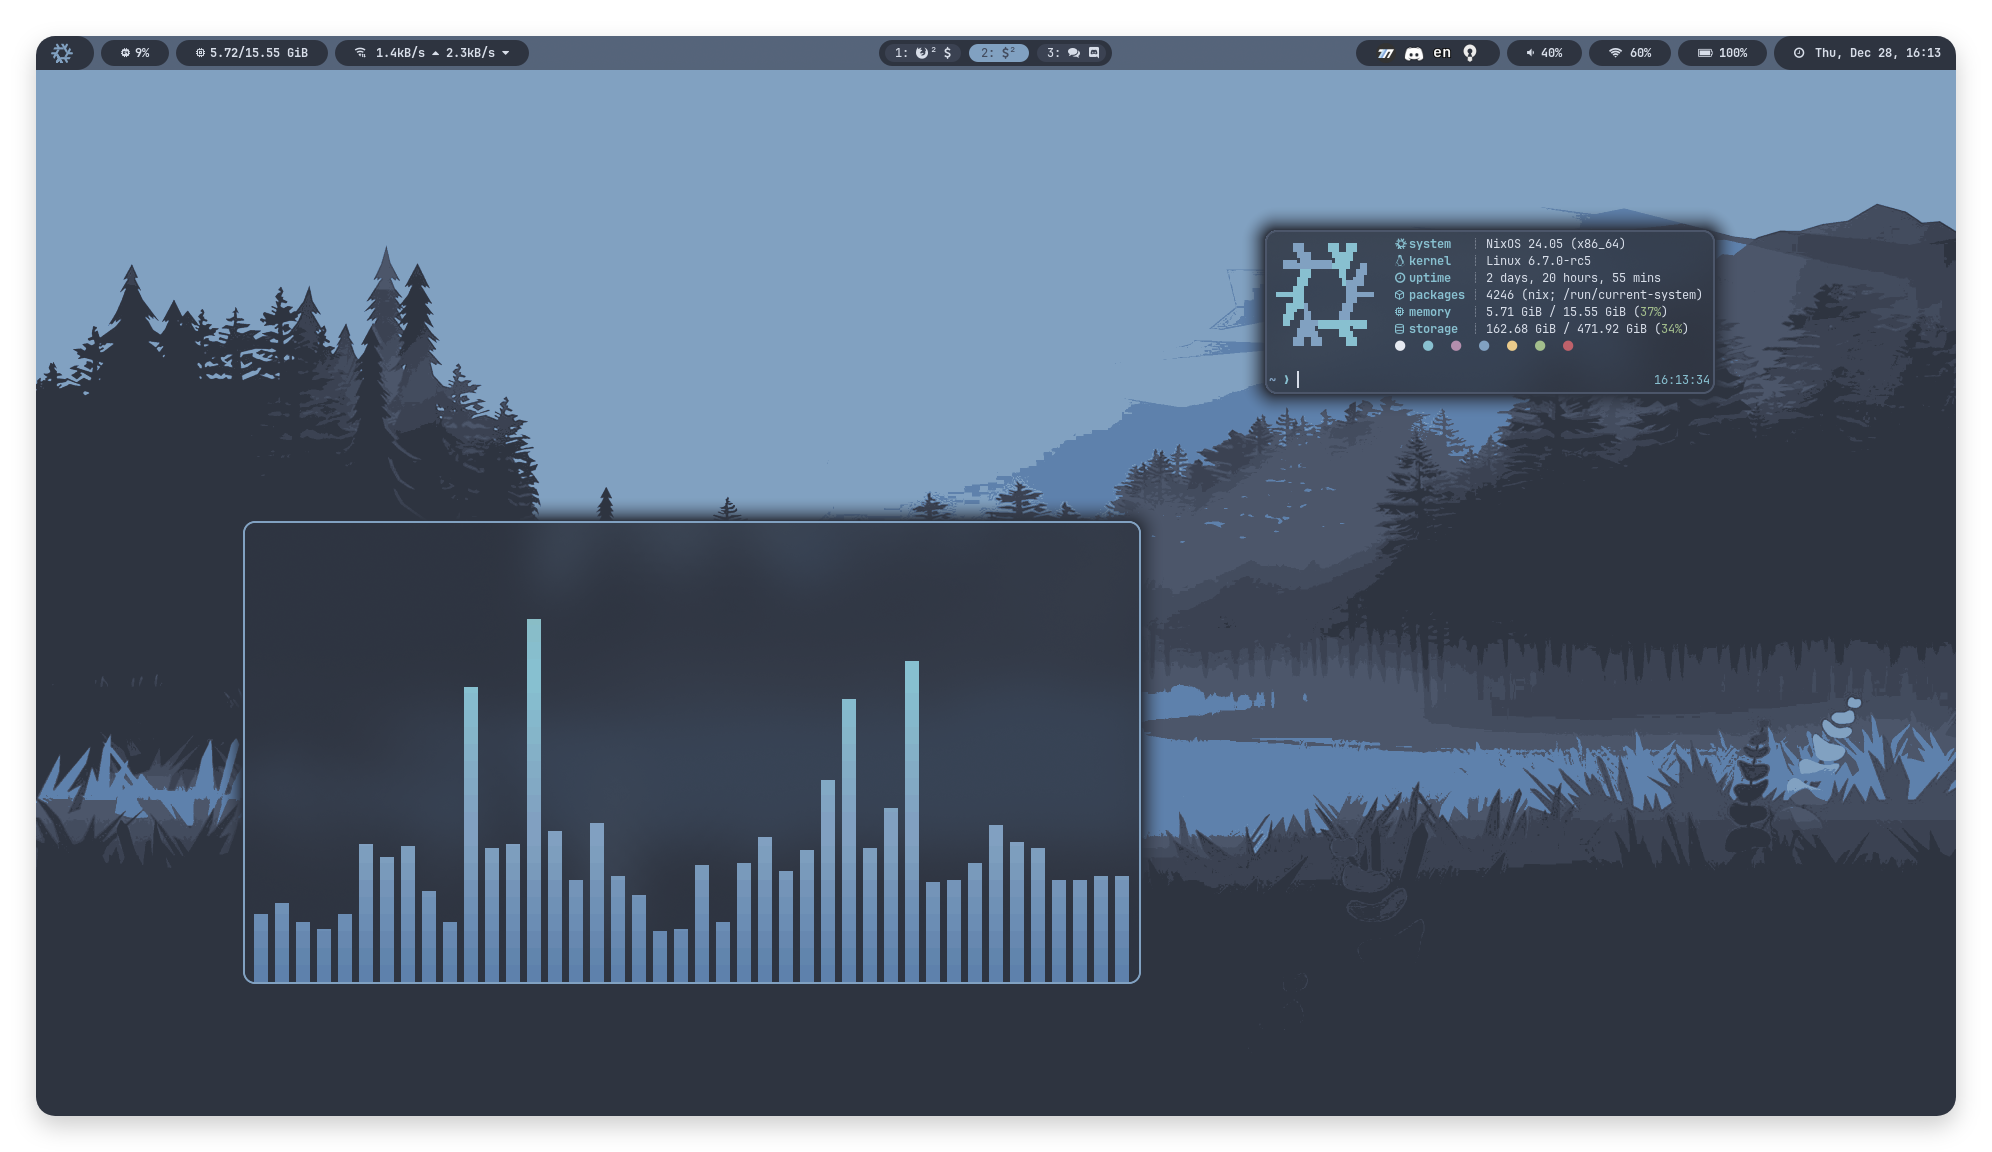 9%
5.72/15.55 GiB
1.4kB/s 2.3kB/s
1: 2 $
2: $2
3:
en
40%
60%
100%
Thu, Dec 28, 16:13
system NixOS 24.05 (x86_64)
kernel Linux 6.7.0-rc5
uptime 2 days, 20 hours, 55 mins
packages 4246 (nix; /run/current-system)
memory 5.71 GiB / 15.55 GiB (37%)
storage 162.68 GiB / 471.92 GiB (34%)
~ ❯ 16:13:34